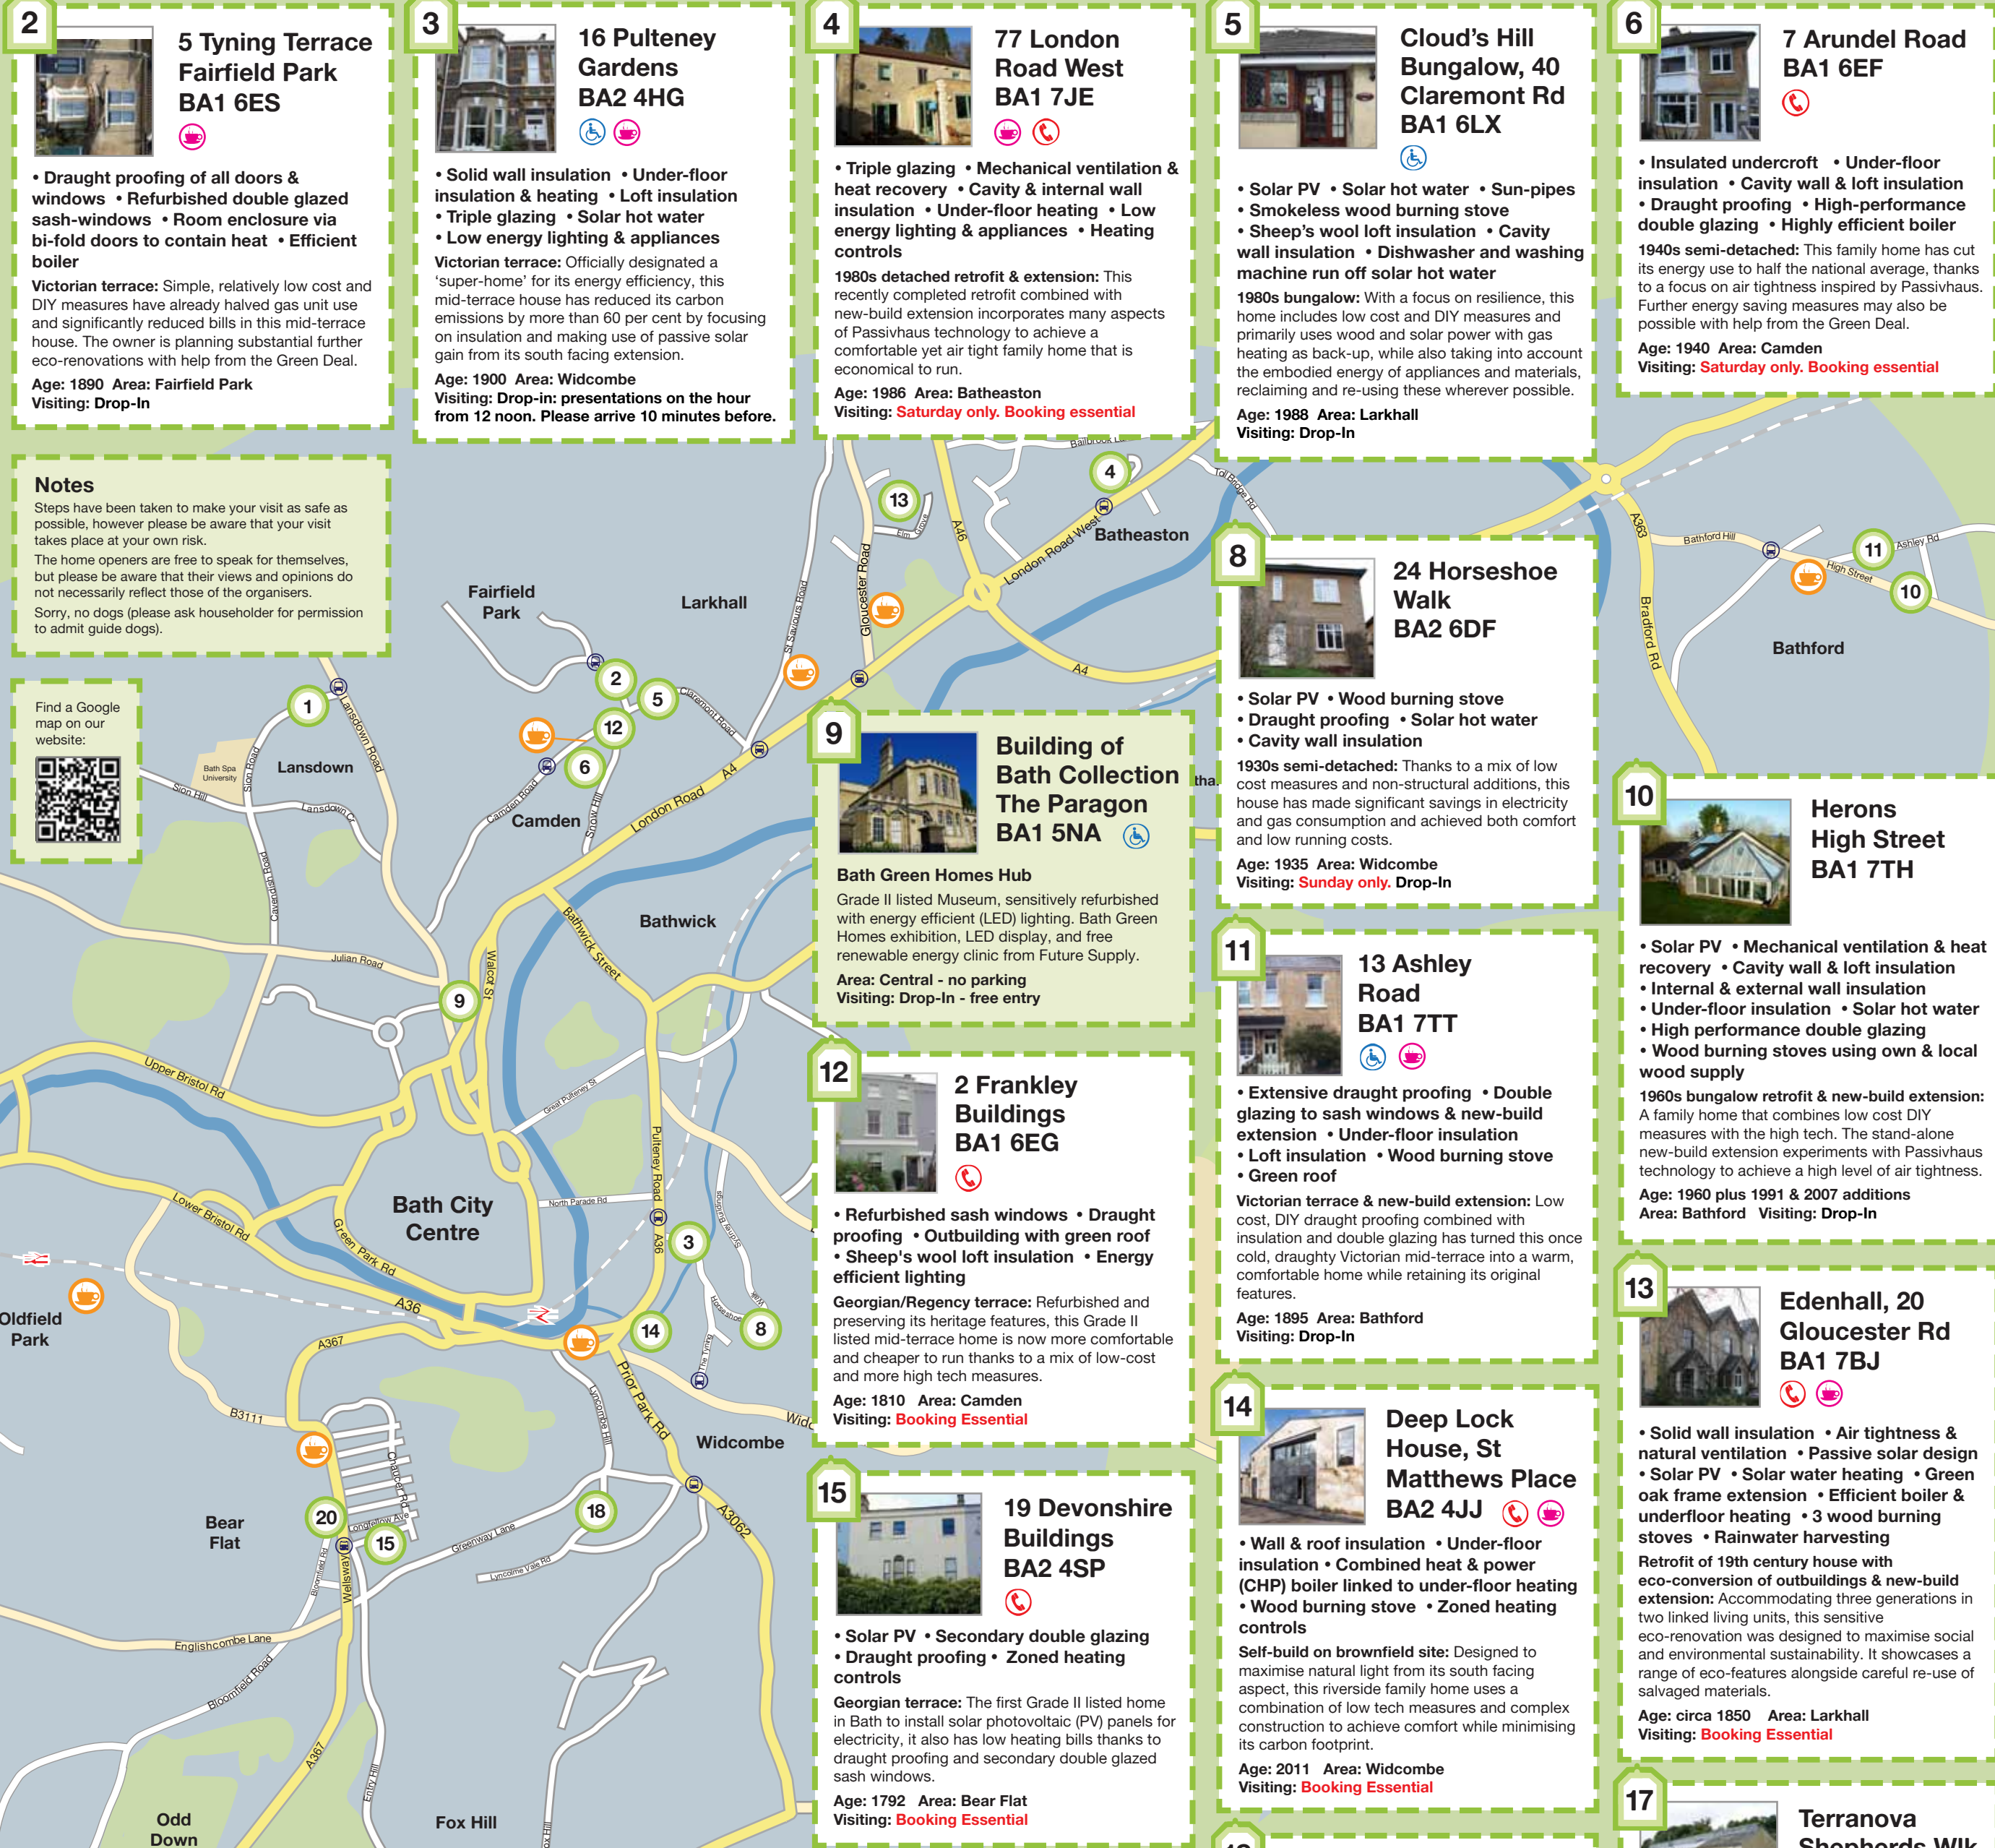 2
5 Tyning Terrace
Fairfield Park
BA1 6ES
• Draught proofing of all doors &
windows • Refurbished double glazed
sash-windows • Room enclosure via
bi-fold doors to contain heat • Efficient
boiler
Victorian terrace: Simple, relatively low cost and
DIY measures have already halved gas unit use
and significantly reduced bills in this mid-terrace
house. The owner is planning substantial further
eco-renovations with help from the Green Deal.
Age: 1890 Area: Fairfield Park
Visiting: Drop-In
3
16 Pulteney
Gardens
BA2 4HG
• Solid wall insulation • Under-floor
insulation & heating • Loft insulation
• Triple glazing • Solar hot water
• Low energy lighting & appliances
Victorian terrace: Officially designated a
‘super-home’ for its energy efficiency, this
mid-terrace house has reduced its carbon
emissions by more than 60 per cent by focusing
on insulation and making use of passive solar
gain from its south facing extension.
Age: 1900 Area: Widcombe
Visiting: Drop-in: presentations on the hour
from 12 noon. Please arrive 10 minutes before.
4
77 London
Road West
BA1 7JE
• Triple glazing • Mechanical ventilation &
heat recovery • Cavity & internal wall
insulation • Under-floor heating • Low
energy lighting & appliances • Heating
controls
1980s detached retrofit & extension: This
recently completed retrofit combined with
new-build extension incorporates many aspects
of Passivhaus technology to achieve a
comfortable yet air tight family home that is
economical to run.
Age: 1986 Area: Batheaston
Visiting: Saturday only. Booking essential
5
Cloud’s Hill
Bungalow, 40
Claremont Rd
BA1 6LX
• Solar PV • Solar hot water • Sun-pipes
• Smokeless wood burning stove
• Sheep’s wool loft insulation • Cavity
wall insulation • Dishwasher and washing
machine run off solar hot water
1980s bungalow: With a focus on resilience, this
home includes low cost and DIY measures and
primarily uses wood and solar power with gas
heating as back-up, while also taking into account
the embodied energy of appliances and materials,
reclaiming and re-using these wherever possible.
Age: 1988 Area: Larkhall
Visiting: Drop-In
6
7 Arundel Road
BA1 6EF
• Insulated undercroft • Under-floor
insulation • Cavity wall & loft insulation
• Draught proofing • High-performance
double glazing • Highly efficient boiler
1940s semi-detached: This family home has cut
its energy use to half the national average, thanks
to a focus on air tightness inspired by Passivhaus.
Further energy saving measures may also be
possible with help from the Green Deal.
Age: 1940 Area: Camden
Visiting: Saturday only. Booking essential
Notes
Steps have been taken to make your visit as safe as
possible, however please be aware that your visit
takes place at your own risk.
The home openers are free to speak for themselves,
but please be aware that their views and opinions do
not necessarily reflect those of the organisers.
Sorry, no dogs (please ask householder for permission
to admit guide dogs).
Find a Google
map on our
website:
8
24 Horseshoe
Walk
BA2 6DF
• Solar PV • Wood burning stove
• Draught proofing • Solar hot water
• Cavity wall insulation
1930s semi-detached: Thanks to a mix of low
cost measures and non-structural additions, this
house has made significant savings in electricity
and gas consumption and achieved both comfort
and low running costs.
Age: 1935 Area: Widcombe
Visiting: Sunday only. Drop-In
9
Building of
Bath Collection
The Paragon
BA1 5NA
Bath Green Homes Hub
Grade II listed Museum, sensitively refurbished
with energy efficient (LED) lighting. Bath Green
Homes exhibition, LED display, and free
renewable energy clinic from Future Supply.
Area: Central - no parking
Visiting: Drop-In - free entry
10
Herons
High Street
BA1 7TH
• Solar PV • Mechanical ventilation & heat
recovery • Cavity wall & loft insulation
• Internal & external wall insulation
• Under-floor insulation • Solar hot water
• High performance double glazing
• Wood burning stoves using own & local
wood supply
1960s bungalow retrofit & new-build extension:
A family home that combines low cost DIY
measures with the high tech. The stand-alone
new-build extension experiments with Passivhaus
technology to achieve a high level of air tightness.
Age: 1960 plus 1991 & 2007 additions
Area: Bathford Visiting: Drop-In
11
13 Ashley
Road
BA1 7TT
• Extensive draught proofing • Double
glazing to sash windows & new-build
extension • Under-floor insulation
• Loft insulation • Wood burning stove
• Green roof
Victorian terrace & new-build extension: Low
cost, DIY draught proofing combined with
insulation and double glazing has turned this once
cold, draughty Victorian mid-terrace into a warm,
comfortable home while retaining its original
features.
Age: 1895 Area: Bathford
Visiting: Drop-In
12
2 Frankley
Buildings
BA1 6EG
• Refurbished sash windows • Draught
proofing • Outbuilding with green roof
• Sheep's wool loft insulation • Energy
efficient lighting
Georgian/Regency terrace: Refurbished and
preserving its heritage features, this Grade II
listed mid-terrace home is now more comfortable
and cheaper to run thanks to a mix of low-cost
and more high tech measures.
Age: 1810 Area: Camden
Visiting: Booking Essential
13
Edenhall, 20
Gloucester Rd
BA1 7BJ
• Solid wall insulation • Air tightness &
natural ventilation • Passive solar design
• Solar PV • Solar water heating • Green
oak frame extension • Efficient boiler &
underfloor heating • 3 wood burning
stoves • Rainwater harvesting
Retrofit of 19th century house with
eco-conversion of outbuildings & new-build
extension: Accommodating three generations in
two linked living units, this sensitive
eco-renovation was designed to maximise social
and environmental sustainability. It showcases a
range of eco-features alongside careful re-use of
salvaged materials.
Age: circa 1850 Area: Larkhall
Visiting: Booking Essential
14
Deep Lock
House, St
Matthews Place
BA2 4JJ
• Wall & roof insulation • Under-floor
insulation • Combined heat & power
(CHP) boiler linked to under-floor heating
• Wood burning stove • Zoned heating
controls
Self-build on brownfield site: Designed to
maximise natural light from its south facing
aspect, this riverside family home uses a
combination of low tech measures and complex
construction to achieve comfort while minimising
its carbon footprint.
Age: 2011 Area: Widcombe
Visiting: Booking Essential
15
19 Devonshire
Buildings
BA2 4SP
• Solar PV • Secondary double glazing
• Draught proofing • Zoned heating
controls
Georgian terrace: The first Grade II listed home
in Bath to install solar photovoltaic (PV) panels for
electricity, it also has low heating bills thanks to
draught proofing and secondary double glazed
sash windows.
Age: 1792 Area: Bear Flat
Visiting: Booking Essential
17
Terranova
Shepherds Wlk
4
13
Elm Grove
A46
London Road West
Batheaston
Toll Bridge Rd
Gloucester Road
St Saviours Road
Fairfield
Park
Larkhall
A4
A363
Bathford Hill
11
Ashley Rd
High Street
10
Bradford Rd
Bathford
1
Lansdown Road
2
5
Claremont Road
12
6
Bath Spa
University
Sion Road
Lansdown
Sion Hill
Lansdown Cr
Camden Road
Camden
Snow Hill
London Road
A4
Cavendish Road
Bathwick
Bathwick Street
Julian Road
Walcot St
9
Upper Bristol Rd
Great Pulteney St
Pulteney Road
Bath City
Centre
North Parade Rd
Sydney Buildings
Lower Bristol Rd
Green Park Rd
A36
3
A36
Oldfield
Park
Horseshoe
Walk
8
14
The Tyning
A367
B3111
Prior Park Rd
Lyncombe Hill
Widcombe
Chaucer Rd
20
Longfellow Ave
15
Bear
Flat
18
Greenway Lane
Lyncolme Vale Rd
A3062
Bloomfield Rd
Wellsway
Englishcombe Lane
Bloomfield Road
A367
Entry Hill
Fox Hill
Odd
Down